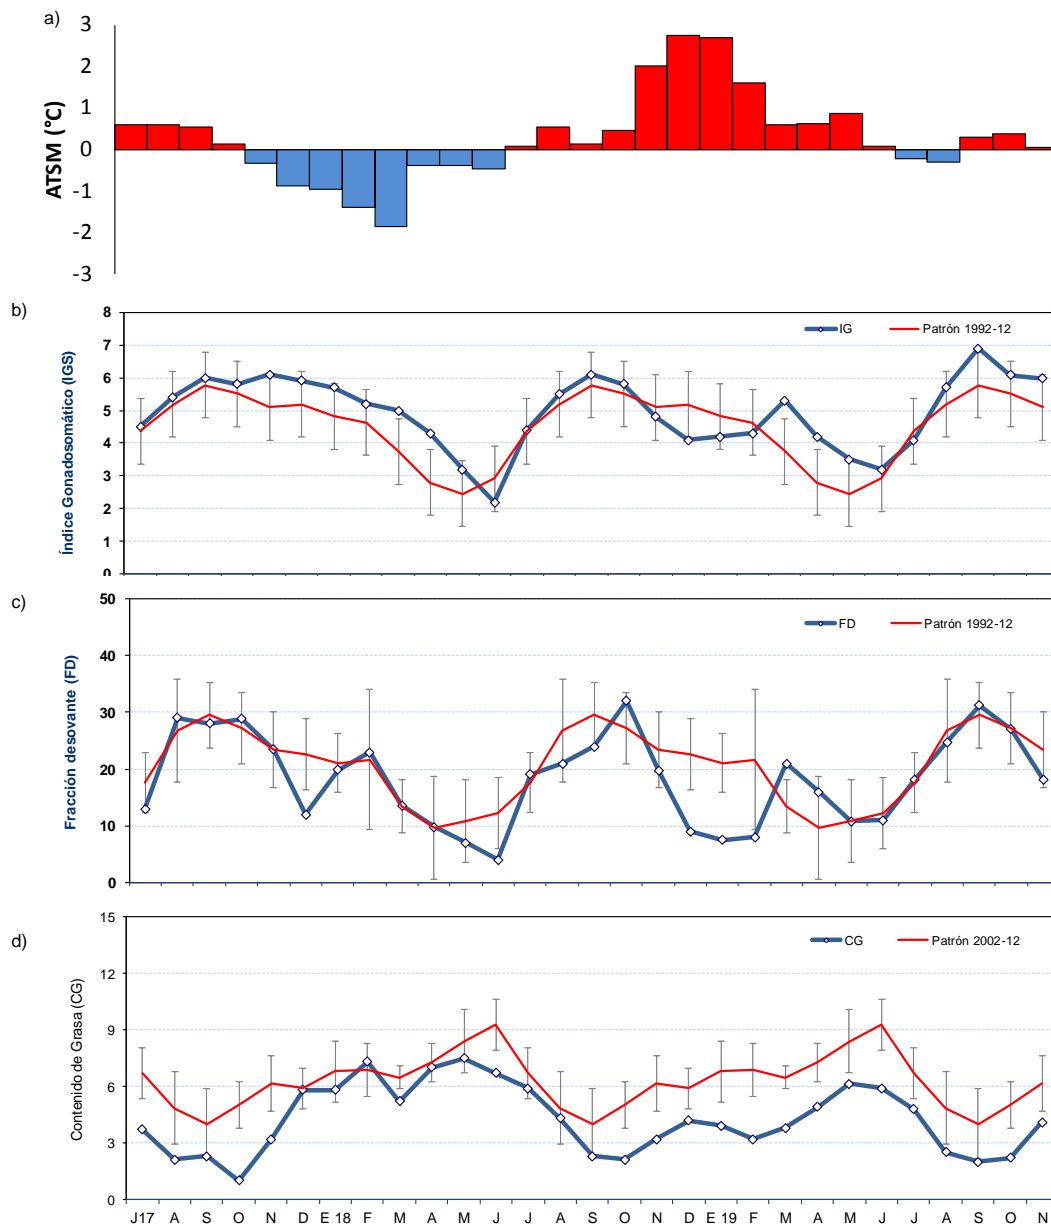 a)
3
2
1
0
-1
-2
-3
ATSM (°C)
b)
8
7
6
5
4
3
2
1
0
Índice Gonadosomático (IGS)
IG
Patrón 1992-12
c)
50
40
30
20
10
0
Fracción desovante (FD)
FD
Patrón 1992-12
d)
15
12
9
6
3
0
Contenido de Grasa (CG)
CG
Patrón 2002-12
J17 A S O N D E 18 F M A M J J A S O N D E 19 F M A M J J A S O N